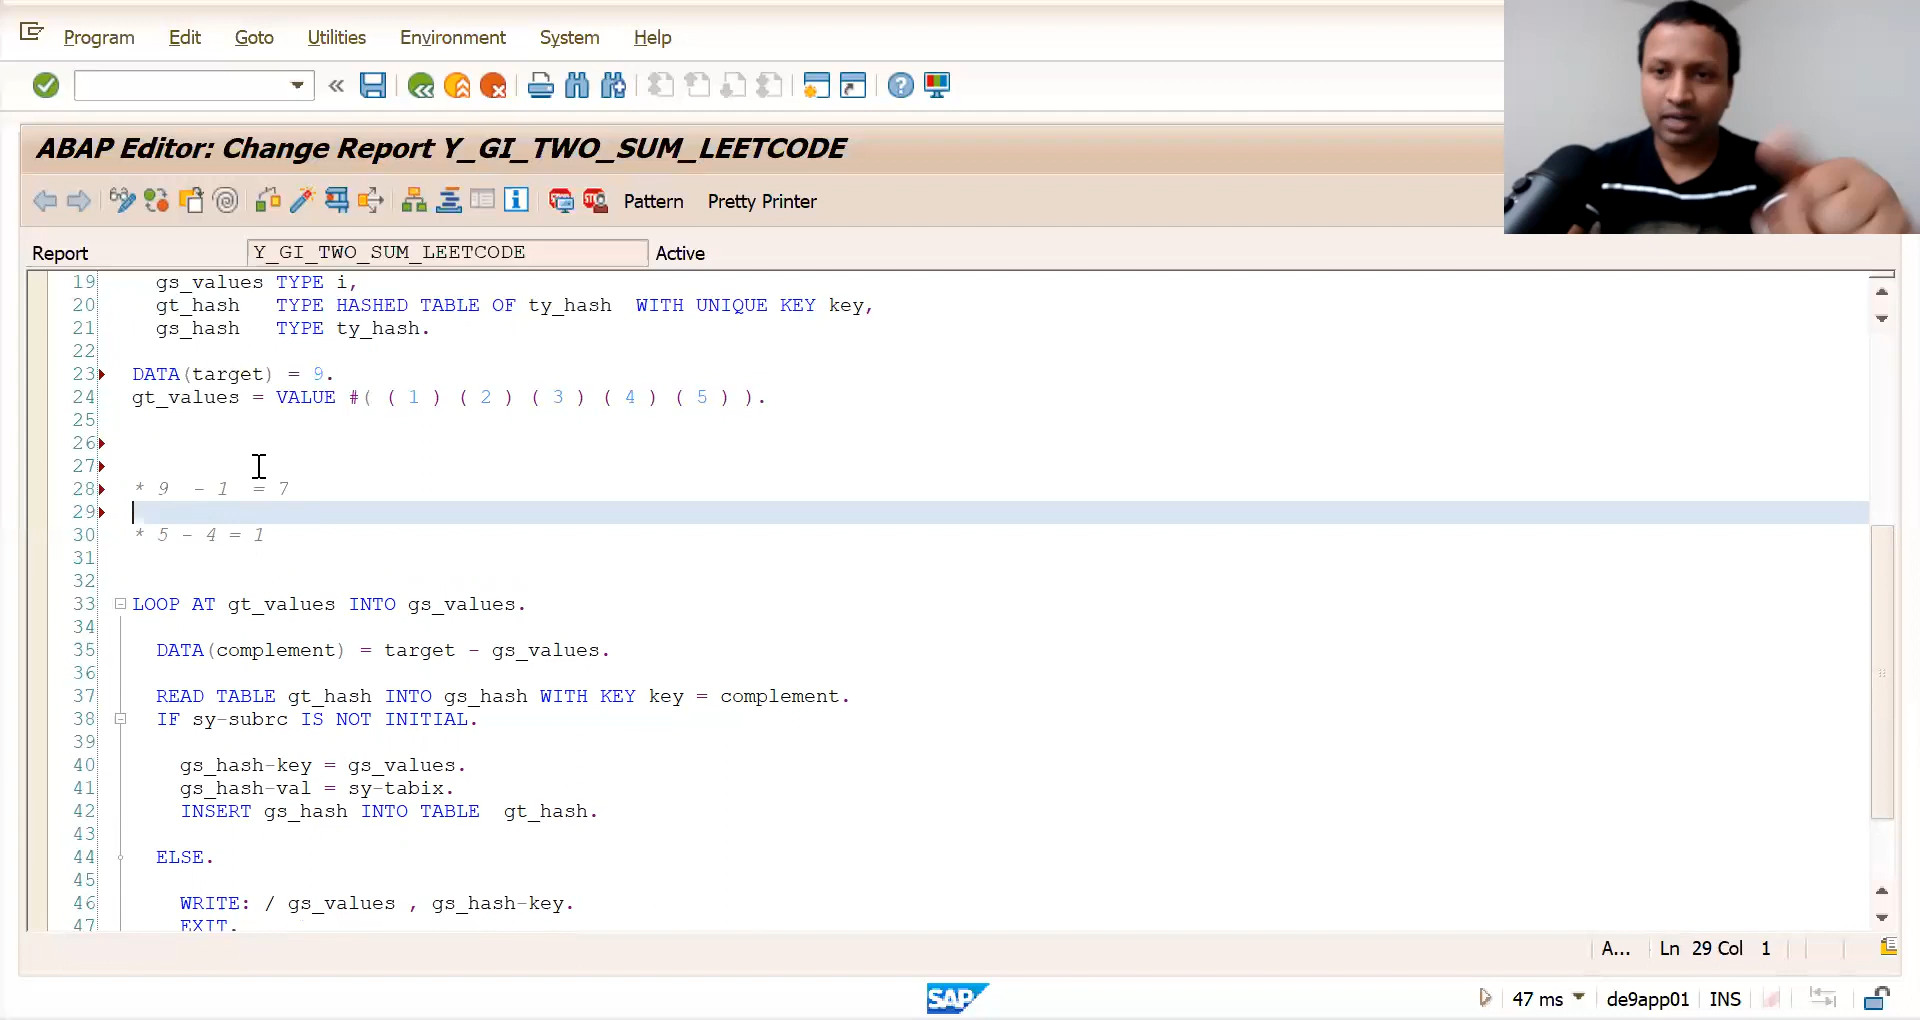 Program Edit Goto Utilities Environment System Help
ABAP Editor: Change Report Y_GI_TWO_SUM_LEETCODE
Pattern Pretty Printer
Report Y_GI_TWO_SUM_LEETCODE Active
19 gs_values TYPE i,
20 gt_hash TYPE HASHED TABLE OF ty_hash WITH UNIQUE KEY key,
21 gs_hash TYPE ty_hash.
22
23 DATA(target) = 9.
24 gt_values = VALUE #( ( 1 ) ( 2 ) ( 3 ) ( 4 ) ( 5 ) ).
25
26
27
28 * 9 - 1 = 7
29
30 * 5 - 4 = 1
31
32
33 LOOP AT gt_values INTO gs_values.
34
35 DATA(complement) = target - gs_values.
36
37 READ TABLE gt_hash INTO gs_hash WITH KEY key = complement.
38 IF sy-subrc IS NOT INITIAL.
39
40 gs_hash-key = gs_values.
41 gs_hash-val = sy-tabix.
42 INSERT gs_hash INTO TABLE gt_hash.
43
44 ELSE.
45
46 WRITE: / gs_values , gs_hash-key.
47 EXIT.
A... Ln 29 Col 1
SAP 47 ms de9app01 INS